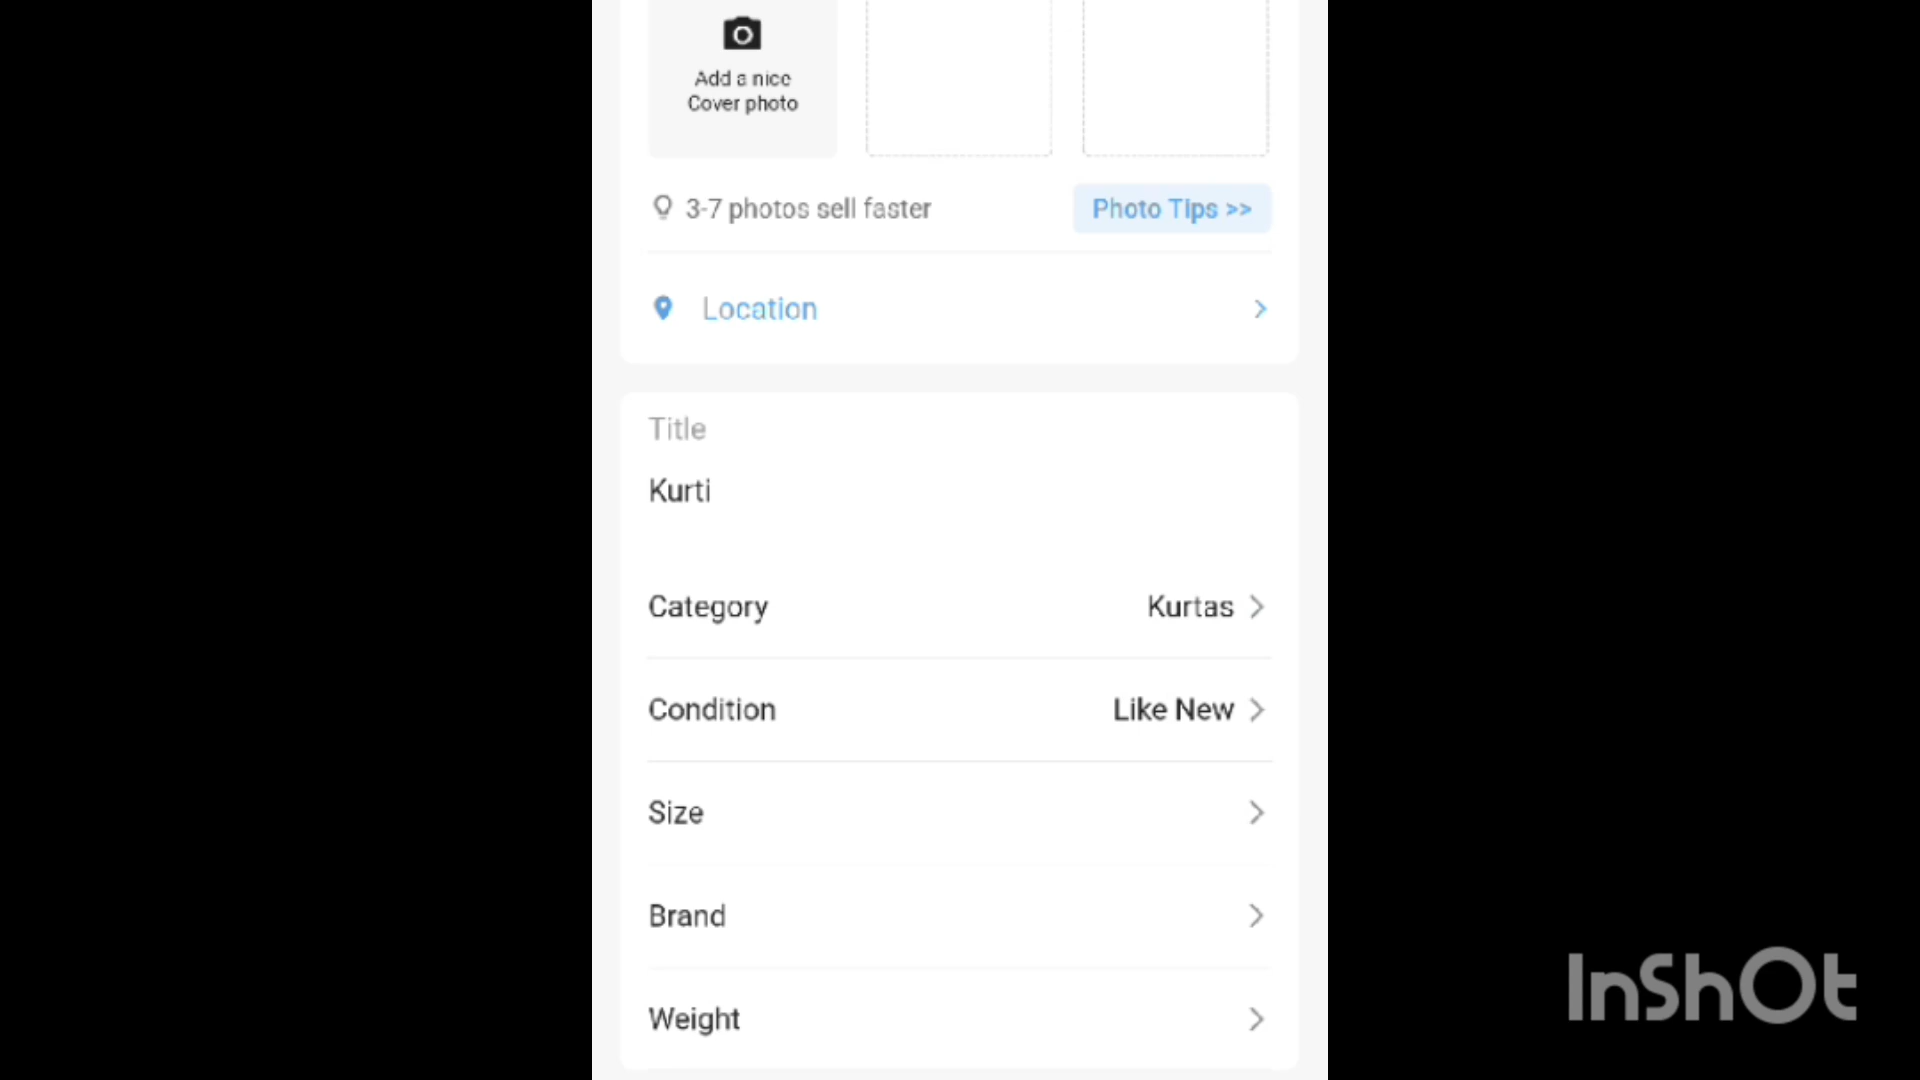 Add a nice
Cover photo
3-7 photos sell faster
Photo Tips >>
Location
Title
Kurti
Category
Kurtas
Condition
Like New
Size
Brand
Weight
InShOt